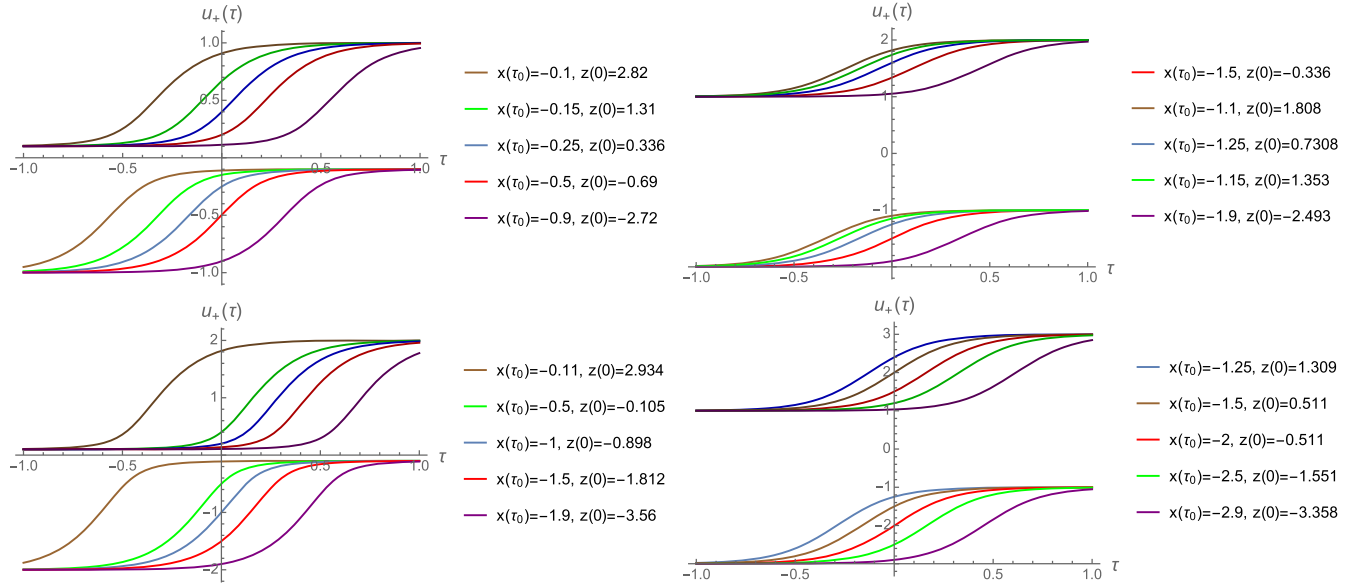 u₊(τ)
1.0
0.5
−1.0
−0.5
0.5
1.0
τ
−0.5
−1.0
x(τ₀)=−0.1, z(0)=2.82
x(τ₀)=−0.15, z(0)=1.31
x(τ₀)=−0.25, z(0)=0.336
x(τ₀)=−0.5, z(0)=−0.69
x(τ₀)=−0.9, z(0)=−2.72
u₊(τ)
2
1
0
−1
−1.0
−0.5
0.5
1.0
τ
x(τ₀)=−1.5, z(0)=−0.336
x(τ₀)=−1.1, z(0)=1.808
x(τ₀)=−1.25, z(0)=0.7308
x(τ₀)=−1.15, z(0)=1.353
x(τ₀)=−1.9, z(0)=−2.493
u₊(τ)
2
1
−1.0
−0.5
0.5
1.0
τ
−1
−2
x(τ₀)=−0.11, z(0)=2.934
x(τ₀)=−0.5, z(0)=−0.105
x(τ₀)=−1, z(0)=−0.898
x(τ₀)=−1.5, z(0)=−1.812
x(τ₀)=−1.9, z(0)=−3.56
u₊(τ)
3
2
1
0
−1
−2
−1.0
−0.5
0.5
1.0
τ
x(τ₀)=−1.25, z(0)=1.309
x(τ₀)=−1.5, z(0)=0.511
x(τ₀)=−2, z(0)=−0.511
x(τ₀)=−2.5, z(0)=−1.551
x(τ₀)=−2.9, z(0)=−3.358